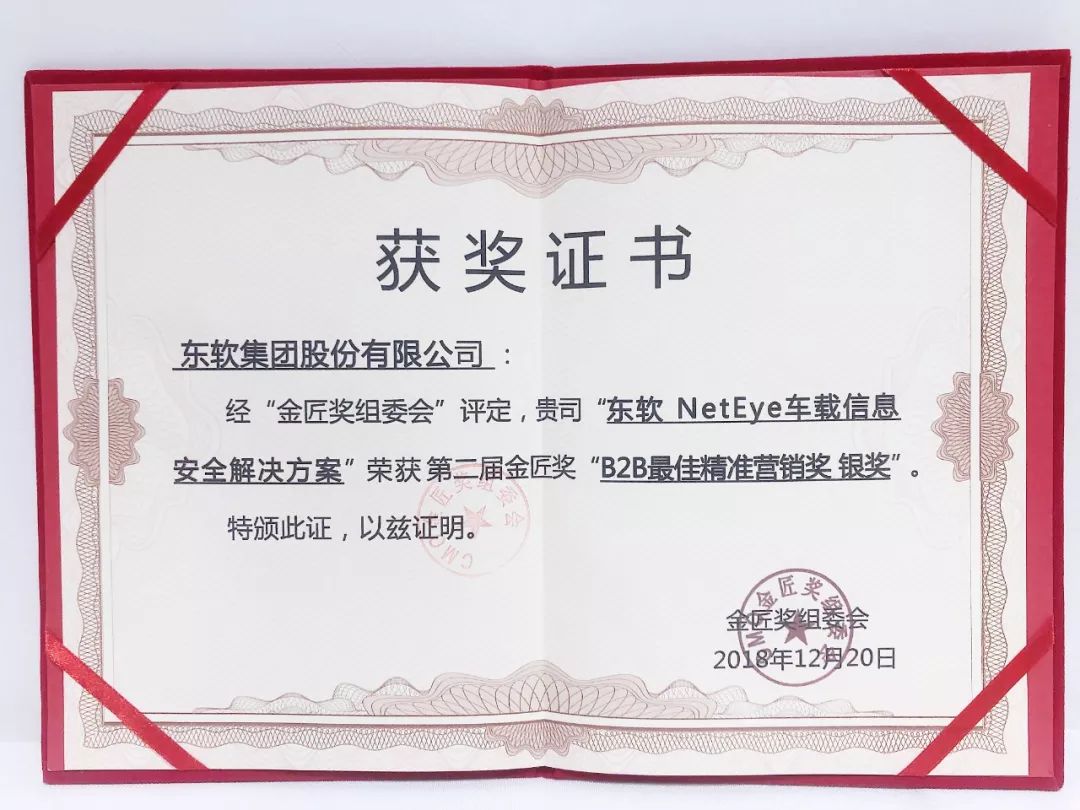 获奖证书
东软集团股份有限公司：
经“金匠奖组委会”评定，贵司“东软 NetEye车载信息
安全解决方案”荣获 第二届金匠奖 “B2B最佳精准营销奖 银奖”。
特颁此证，以兹证明。
CMO金匠奖组委会
金匠奖组委会
2018年12月20日
CMO金匠奖组委会